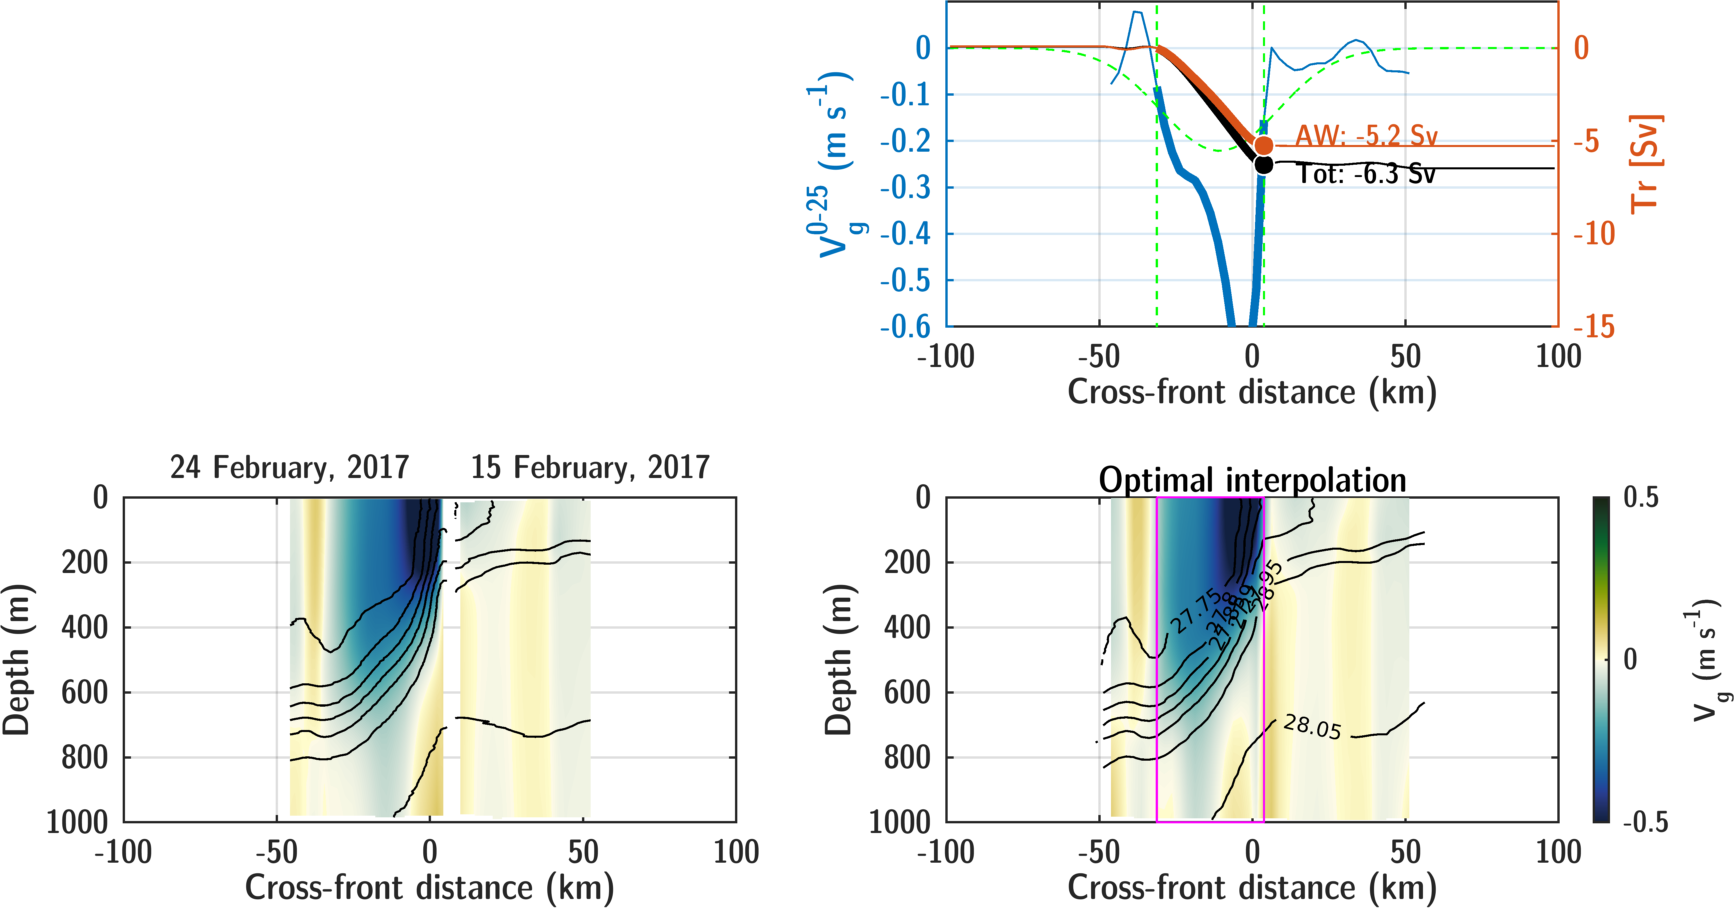 0
-0.1
-0.2
-0.3
-0.4
-0.5
-0.6
V_g^0-25 (m s^-1)
0
-5
-10
-15
Tr [Sv]
AW: -5.2 Sv
Tot: -6.3 Sv
-100 -50 0 50 100
Cross-front distance (km)
24 February, 2017 15 February, 2017
0
200
400
600
800
1000
Depth (m)
-100 -50 0 50 100
Cross-front distance (km)
Optimal interpolation
0
200
400
600
800
1000
Depth (m)
27.75
28.05
-100 -50 0 50 100
Cross-front distance (km)
0.5
0
-0.5
V_g (m s^-1)